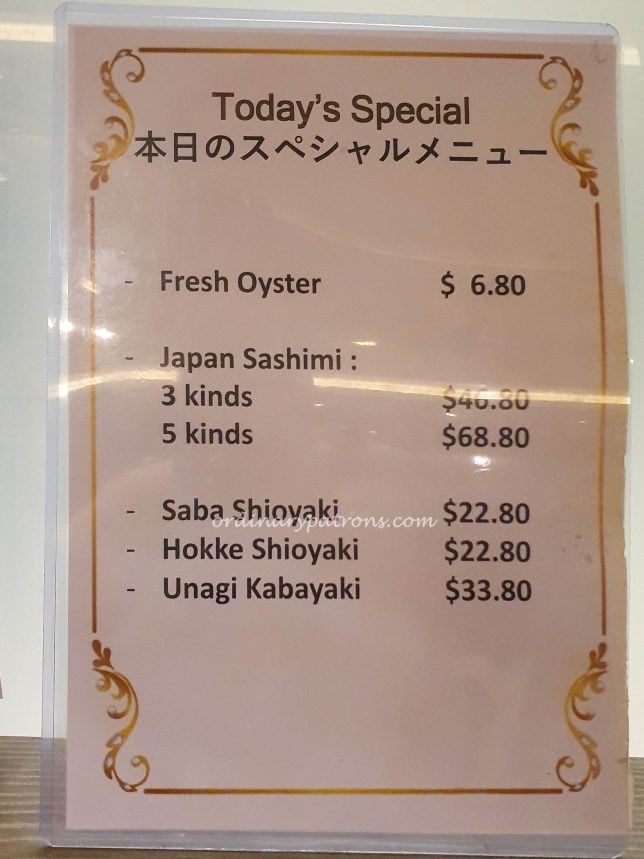 Today's Special
本日のスペシャルメニュー
- Fresh Oyster $ 6.80
- Japan Sashimi :
3 kinds $46.80
5 kinds $68.80
- Saba Shioyaki $22.80
ordinarypatrons.com
- Hokke Shioyaki $22.80
- Unagi Kabayaki $33.80